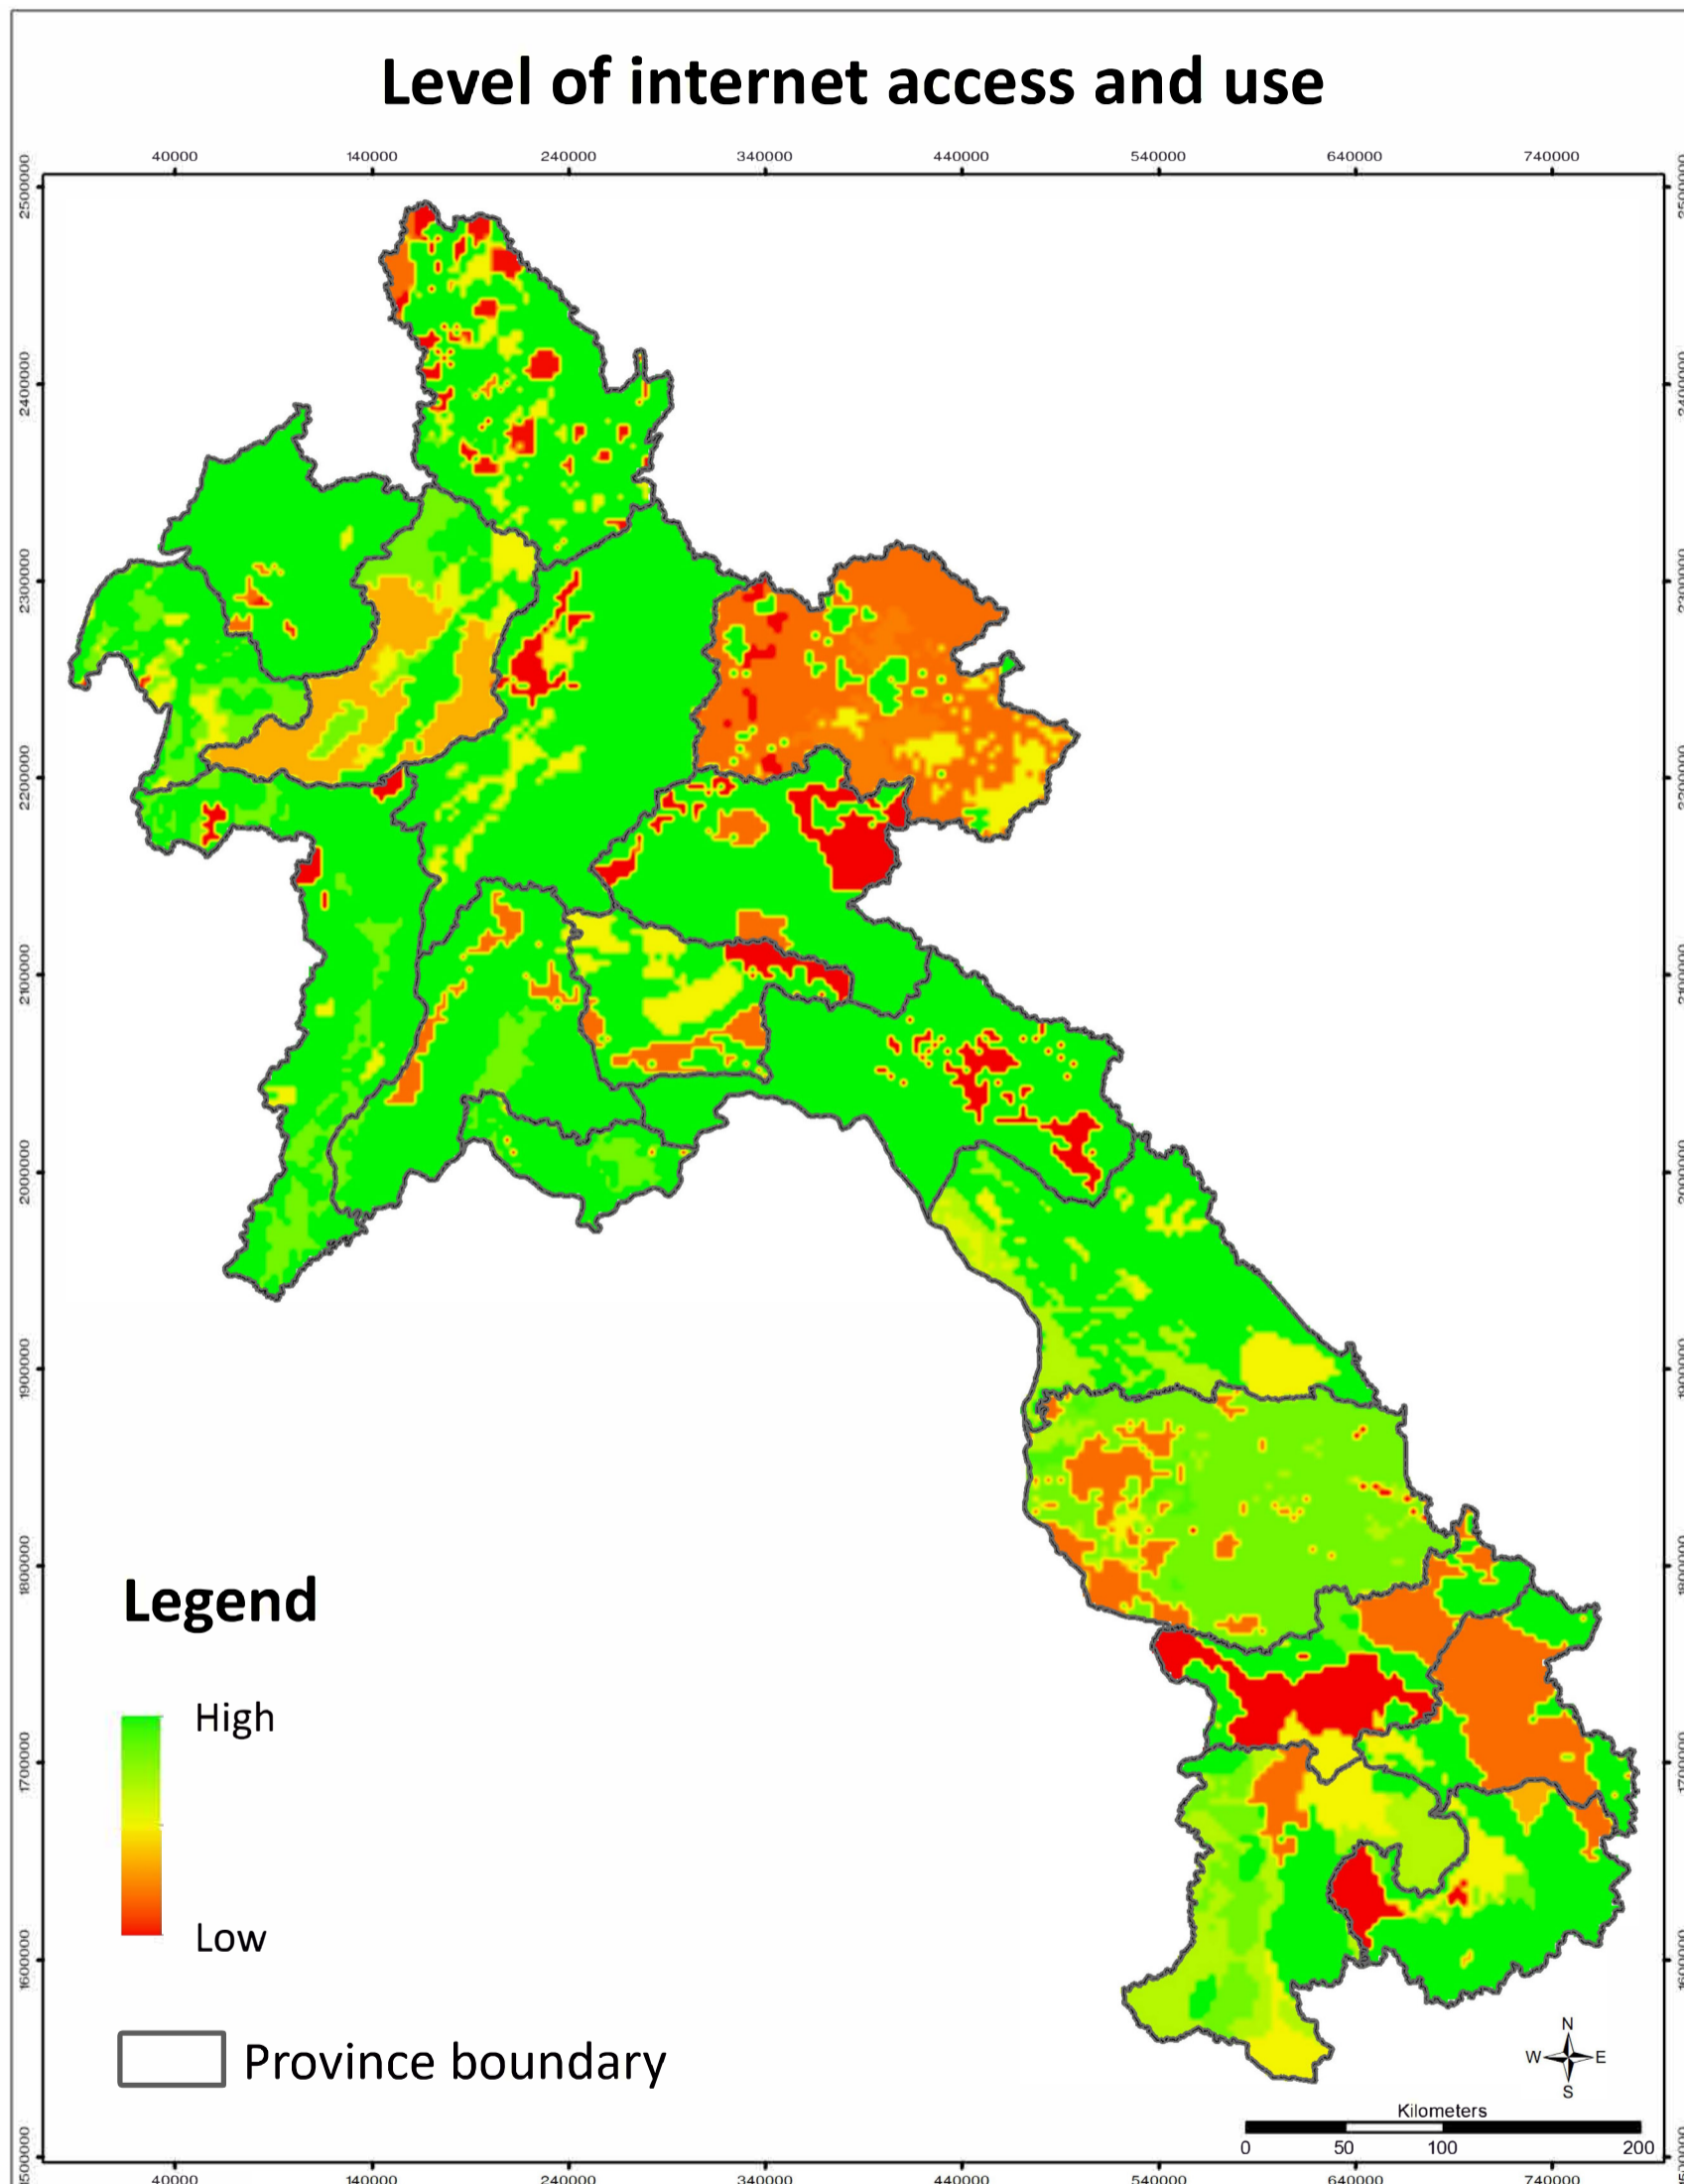 Level of internet access and use
40000 140000 240000 340000 440000 540000 640000 740000
2500000
2400000
2300000
2200000
2100000
2000000
1900000
1800000
1700000
1600000
Legend
High
Low
Province boundary
N
W E
S
Kilometers
0 50 100 200
40000 140000 240000 340000 440000 540000 640000 740000